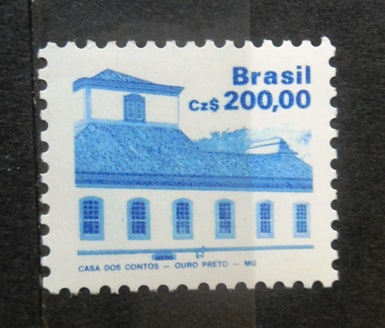 Brasil
Cz$ 200,00
CASA DOS CONTOS — OURO PRETO — MG